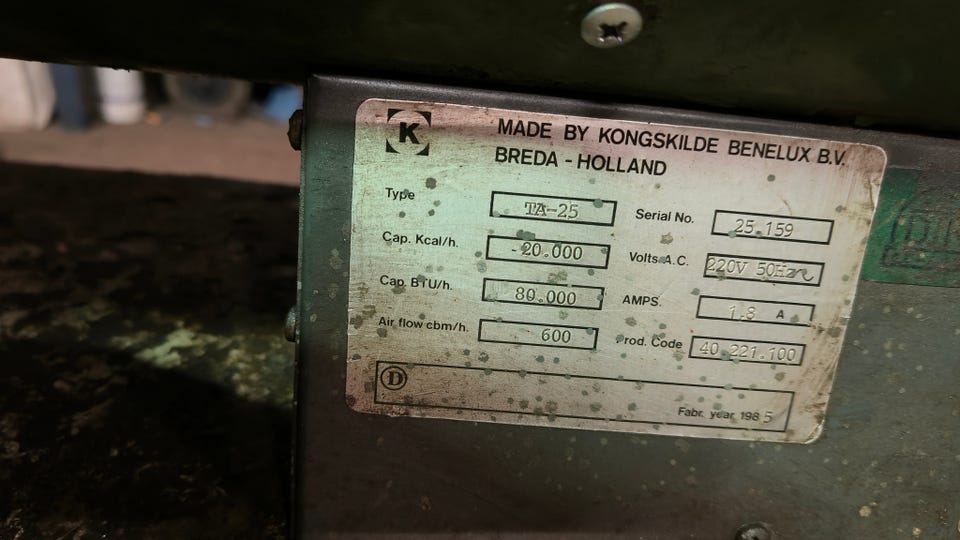 K
MADE BY KONGSKILDE BENELUX B.V.
BREDA - HOLLAND
Type TA-25 Serial No. 25.159
Cap. Kcal/h. -20.000 Volts A.C. 220V 50Hz
Cap. BTU/h. 80.000 AMPS. 1.8 A
Air flow cbm/h. 600 Prod. Code 40.221.100
D
Fabr. year 1985